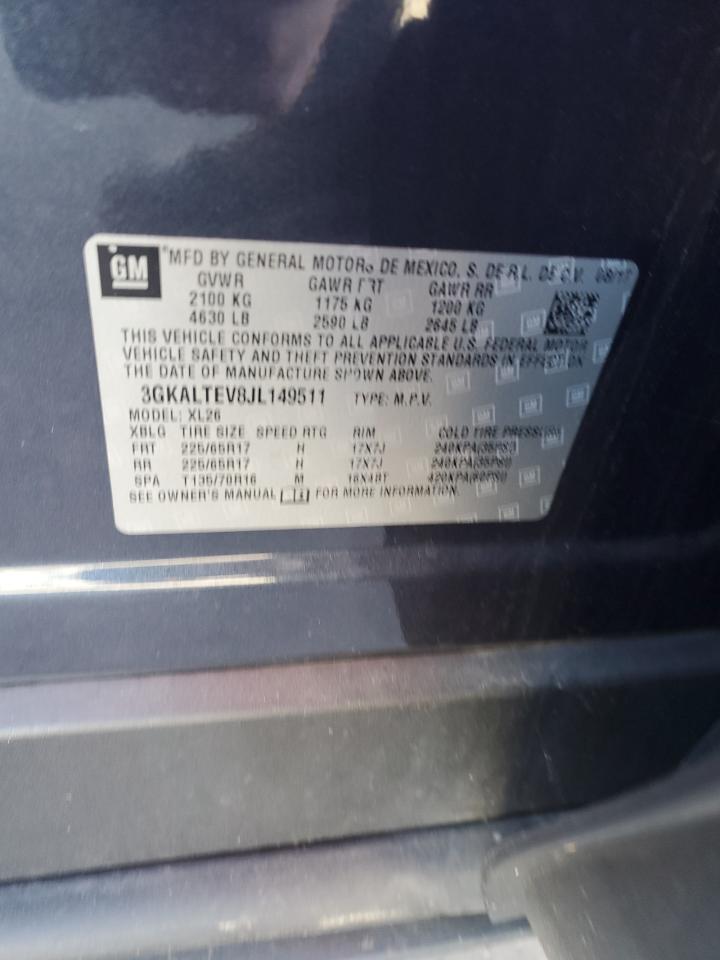 GM
MFD BY GENERAL MOTORS DE MEXICO, S. DE R.L. DE C.V. 08/17
GVWR GAWR FRT GAWR RR
2100 KG 1175 KG 1200 KG
4630 LB 2590 LB 2645 LB
THIS VEHICLE CONFORMS TO ALL APPLICABLE U.S. FEDERAL MOTOR
VEHICLE SAFETY AND THEFT PREVENTION STANDARDS IN EFFECT ON
THE DATE OF MANUFACTURE SHOWN ABOVE.
3GKALTEV8JL149511 TYPE: M.P.V.
MODEL: XL26
XBLG TIRE SIZE SPEED RTG RIM COLD TIRE PRESSURE
FRT 225/65R17 H 17X7J 240KPA(35PSI)
RR 225/65R17 H 17X7J 240KPA(35PSI)
SPA T135/70R16 M 16X4BT 420KPA(60PSI)
SEE OWNER'S MANUAL FOR MORE INFORMATION.